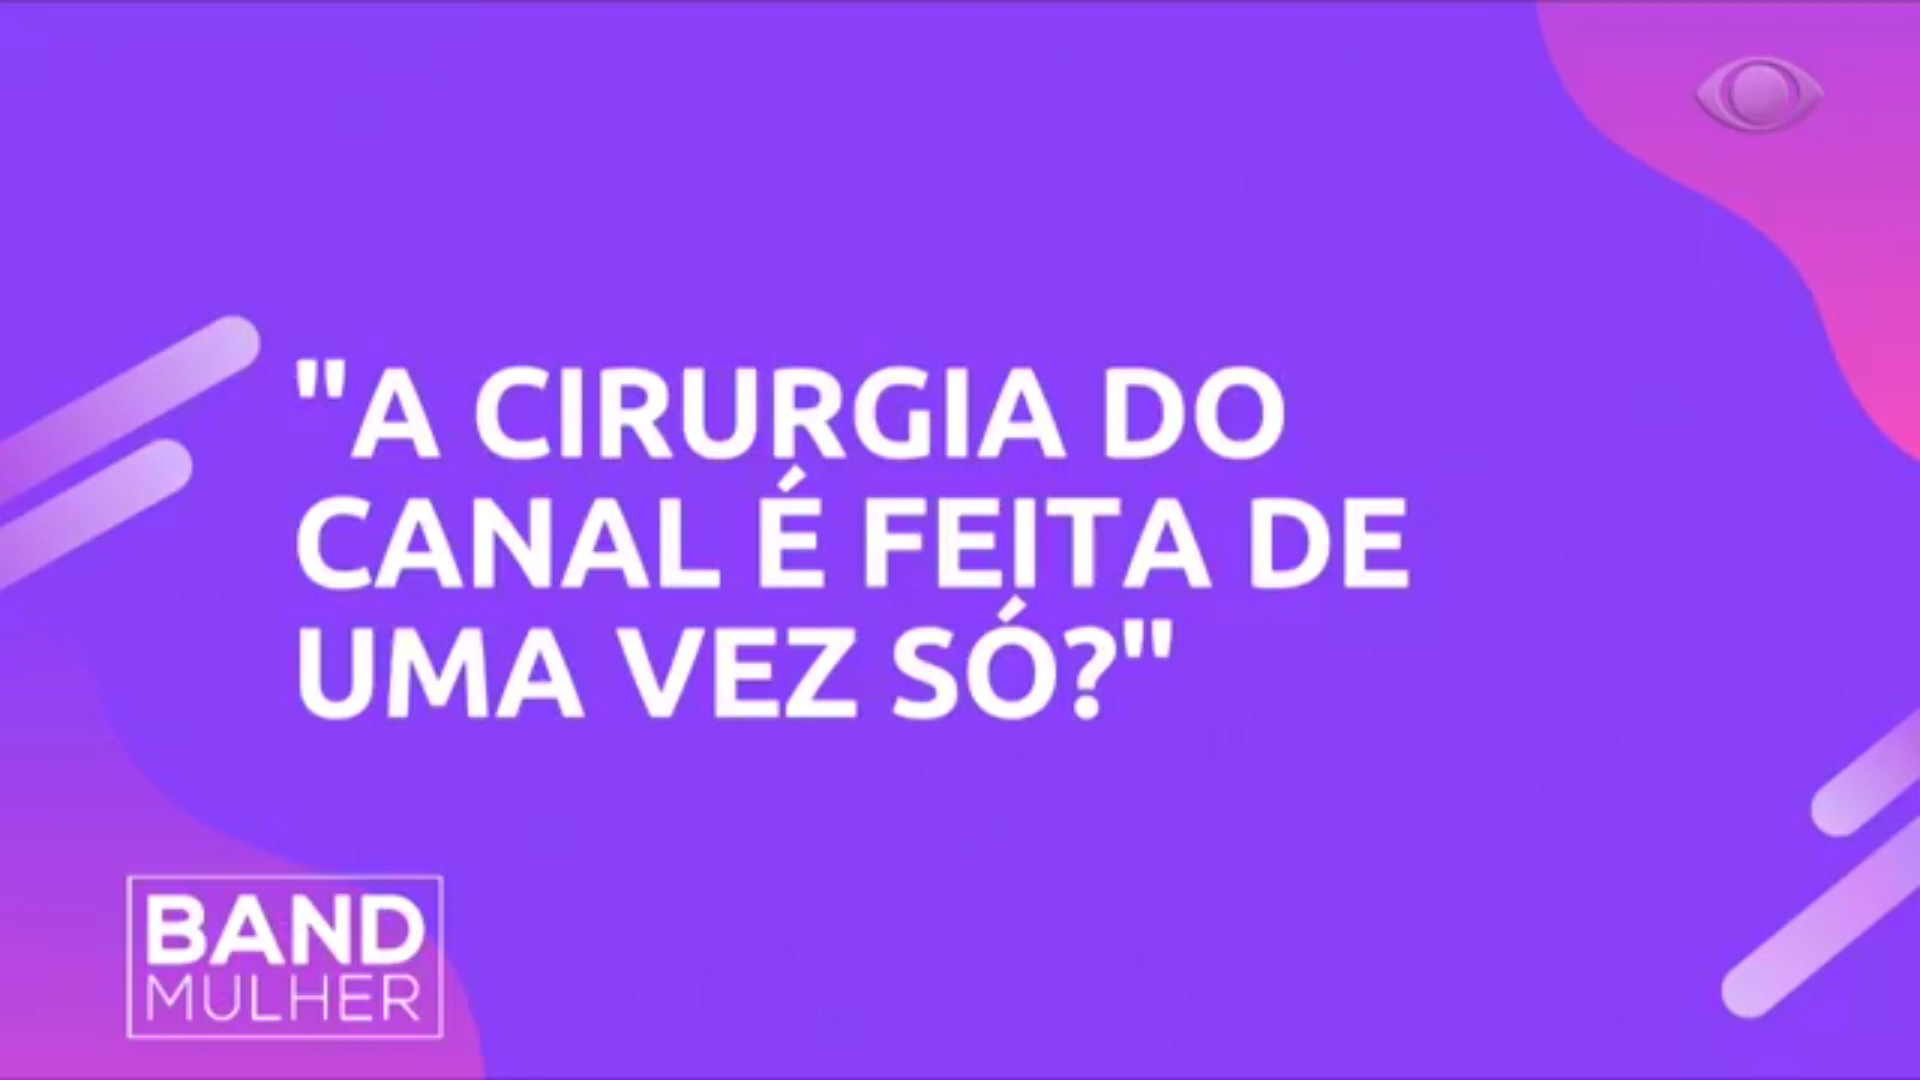 "A CIRURGIA DO
CANAL É FEITA DE
UMA VEZ SÓ?"
BAND
MULHER